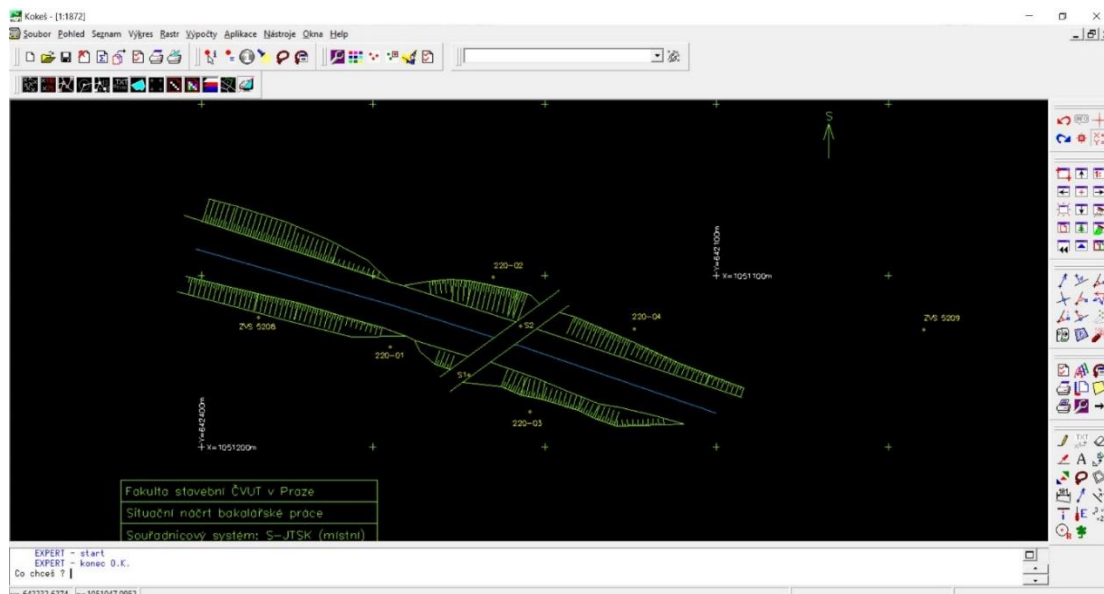 Kokeš - [1:1872]
Soubor Pohled Seznam Výkres Rastr Výpočty Aplikace Nástroje Okna Help
S
220-02
Y=642100m
X=1051100m
220-04
ZVS 5208
S2
ZVS 5209
220-01
S1
220-03
Y=642400m
X=1051200m
Fakulta stavební ČVUT v Praze
Situační náčrt bakalářské práce
Souřadnicový systém: S-JTSK (místní)
EXPERT - start
EXPERT - konec O.K.
Co chceš ?